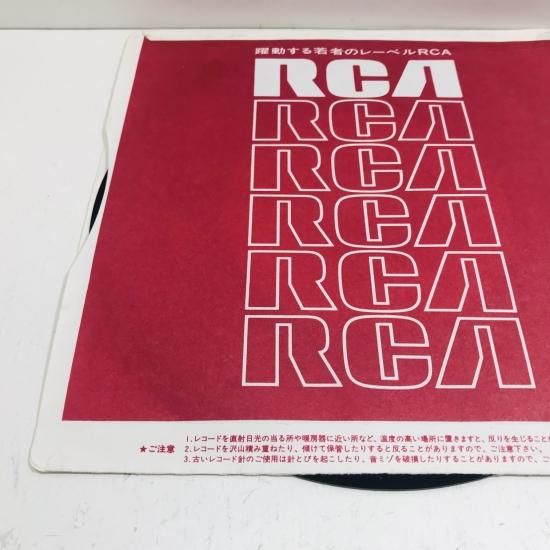 躍動する若者のレーベルRCA
RCA
RCA
RCA
RCA
RCA
RCA
★ご注意
1.レコードを直射日光の当る所や暖房器に近い所など、温度の高い場所に置きますと、反りを生じること
2.レコードを沢山積み重ねたり、傾けて保管したりすると反ることがありますので、ご注意下さい。
3.古いレコード針のご使用は針とびを起こしたり、音ミゾを破損したりすることがありますので、ご